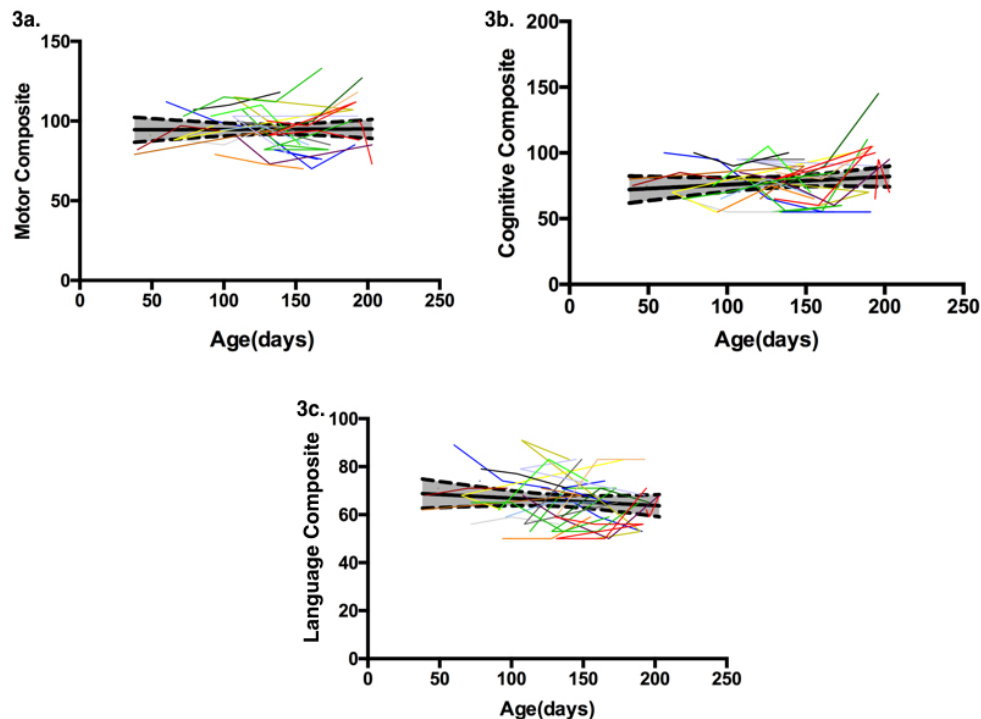 3a.
150
100
50
0
Motor Composite
0 50 100 150 200 250
Age(days)
3b.
200
150
100
50
0
Cognitive Composite
0 50 100 150 200 250
Age(days)
3c.
100
80
60
40
20
0
Language Composite
0 50 100 150 200 250
Age(days)